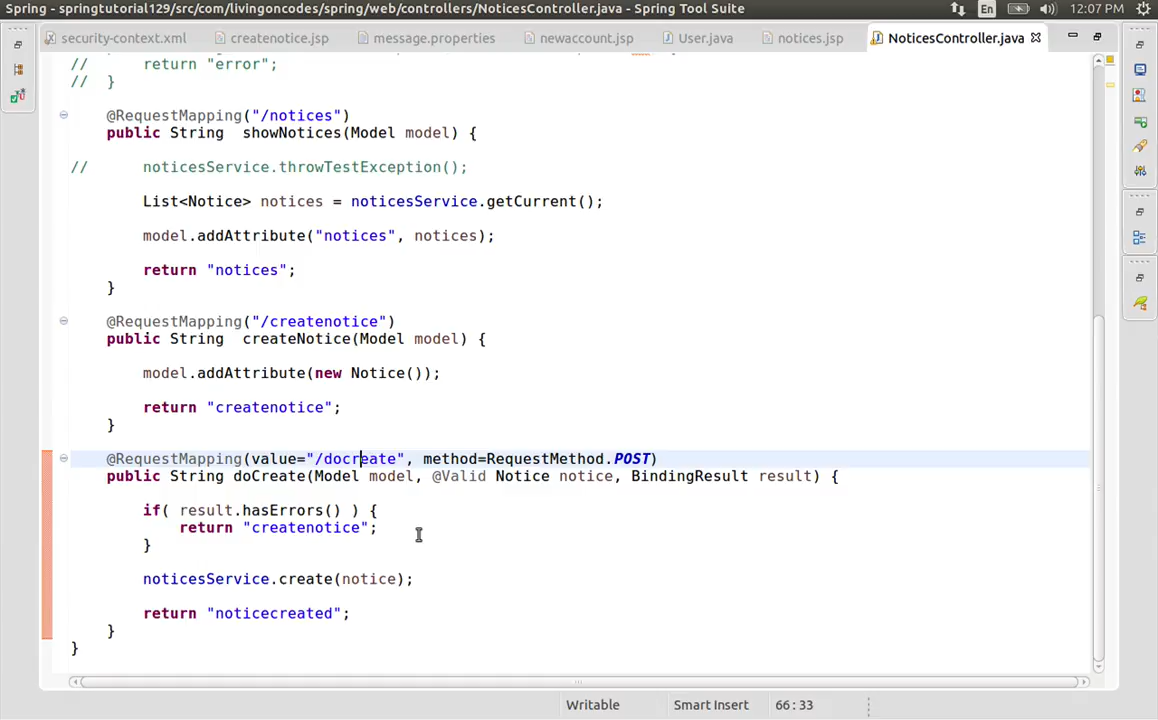 Spring - springtutorial129/src/com/livingoncodes/spring/web/controllers/NoticesController.java - Spring Tool Suite
En
12:07 PM
security-context.xml
createnotice.jsp
message.properties
newaccount.jsp
User.java
notices.jsp
NoticesController.java
//      return "error";
//  }
@RequestMapping("/notices")
public String  showNotices(Model model) {
//      noticesService.throwTestException();
List<Notice> notices = noticesService.getCurrent();
model.addAttribute("notices", notices);
return "notices";
}
@RequestMapping("/createnotice")
public String  createNotice(Model model) {
model.addAttribute(new Notice());
return "createnotice";
}
@RequestMapping(value="/docreate", method=RequestMethod.POST)
public String doCreate(Model model, @Valid Notice notice, BindingResult result) {
if( result.hasErrors() ) {
return "createnotice";
}
noticesService.create(notice);
return "noticecreated";
}
}
Writable
Smart Insert
66 : 33